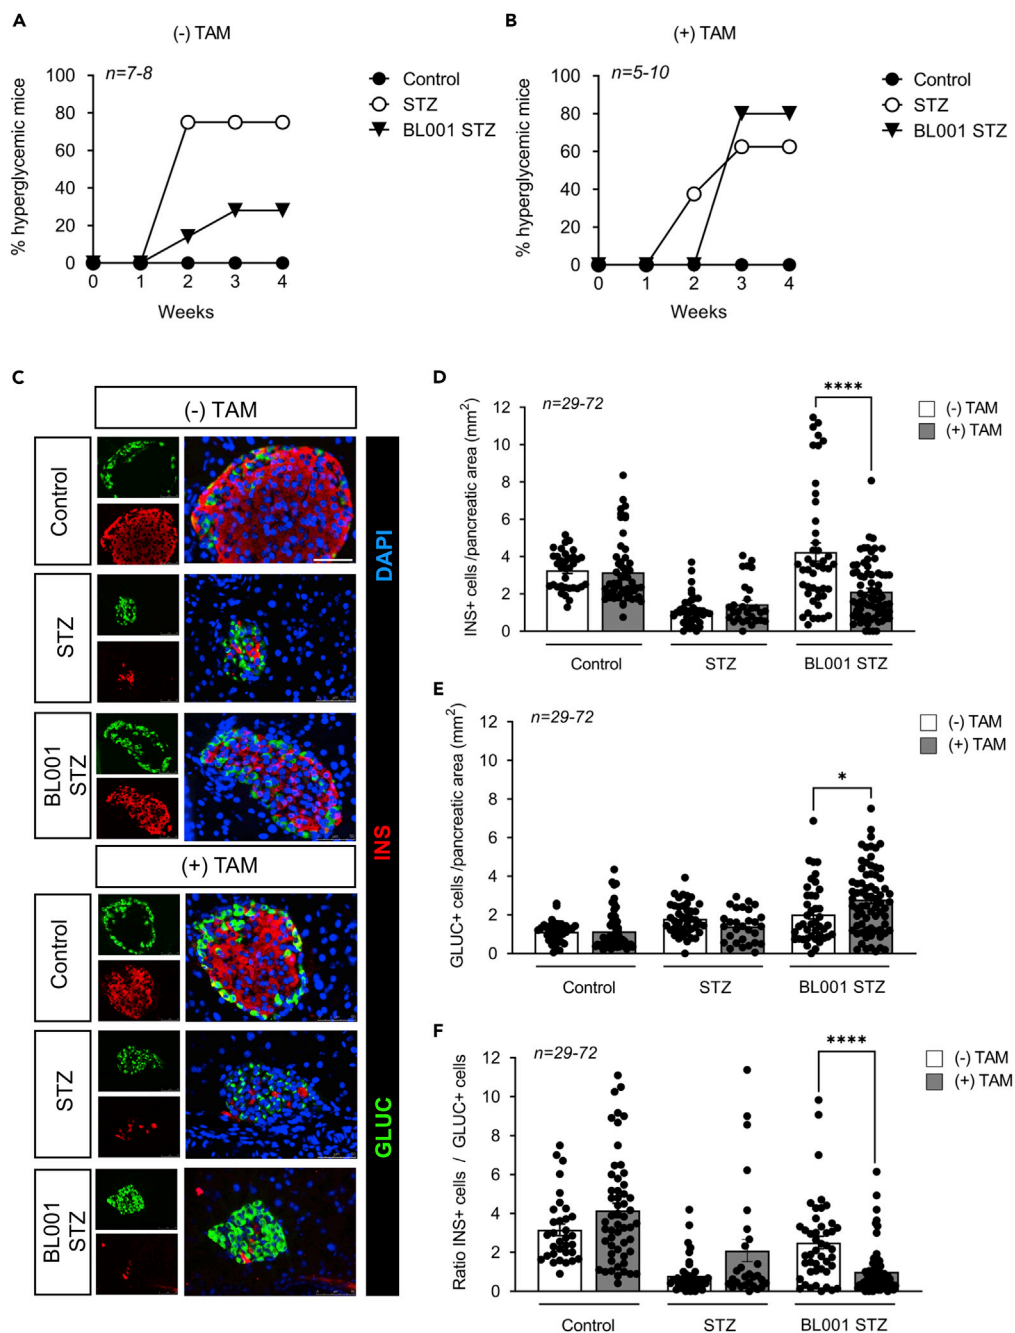 A
(-) TAM
n=7-8
% hyperglycemic mice
100
80
60
40
20
0
0 1 2 3 4
Weeks
Control
STZ
BL001 STZ
B
(+) TAM
n=5-10
% hyperglycemic mice
100
80
60
40
20
0
0 1 2 3 4
Weeks
Control
STZ
BL001 STZ
C
(-) TAM
Control
STZ
BL001
STZ
(+) TAM
Control
STZ
BL001
STZ
DAPI
INS
GLUC
D
n=29-72
INS+ cells /pancreatic area (mm²)
12
10
8
6
4
2
0
****
(-) TAM
(+) TAM
Control STZ BL001 STZ
E
n=29-72
GLUC+ cells /pancreatic area (mm²)
12
10
8
6
4
2
0
*
(-) TAM
(+) TAM
Control STZ BL001 STZ
F
n=29-72
Ratio INS+ cells / GLUC+ cells
12
10
8
6
4
2
0
****
(-) TAM
(+) TAM
Control STZ BL001 STZ